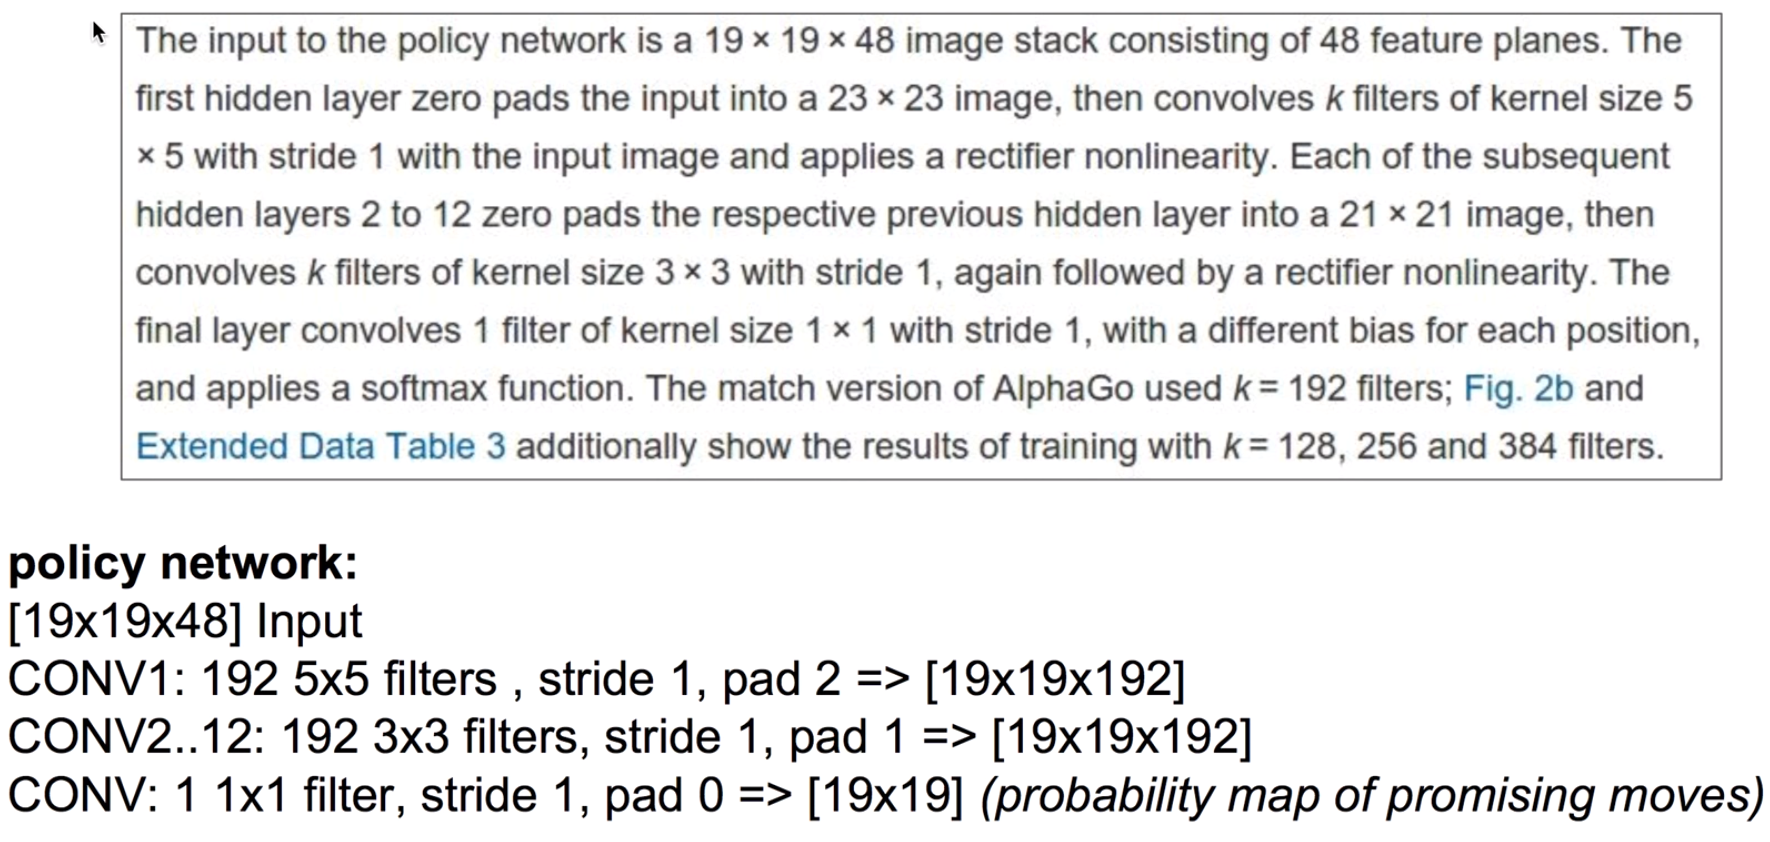 The input to the policy network is a 19 × 19 × 48 image stack consisting of 48 feature planes. The
first hidden layer zero pads the input into a 23 × 23 image, then convolves k filters of kernel size 5
× 5 with stride 1 with the input image and applies a rectifier nonlinearity. Each of the subsequent
hidden layers 2 to 12 zero pads the respective previous hidden layer into a 21 × 21 image, then
convolves k filters of kernel size 3 × 3 with stride 1, again followed by a rectifier nonlinearity. The
final layer convolves 1 filter of kernel size 1 × 1 with stride 1, with a different bias for each position,
and applies a softmax function. The match version of AlphaGo used k = 192 filters; Fig. 2b and
Extended Data Table 3 additionally show the results of training with k = 128, 256 and 384 filters.
policy network:
[19x19x48] Input
CONV1: 192 5x5 filters , stride 1, pad 2 => [19x19x192]
CONV2..12: 192 3x3 filters, stride 1, pad 1 => [19x19x192]
CONV: 1 1x1 filter, stride 1, pad 0 => [19x19] (probability map of promising moves)